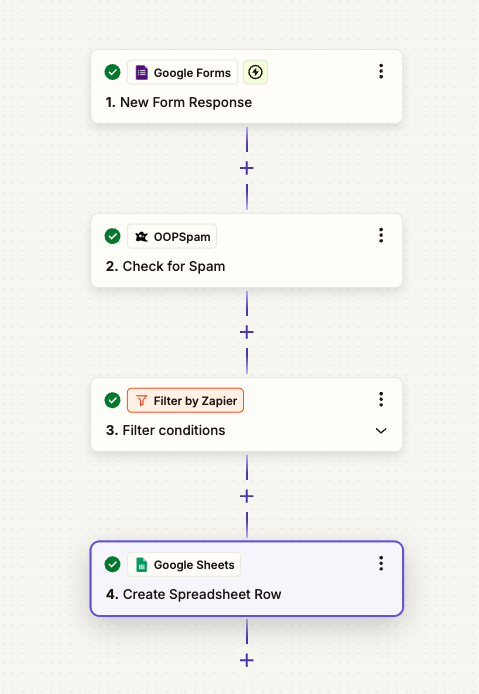 Google Forms
1. New Form Response
OOPSpam
2. Check for Spam
Filter by Zapier
3. Filter conditions
Google Sheets
4. Create Spreadsheet Row